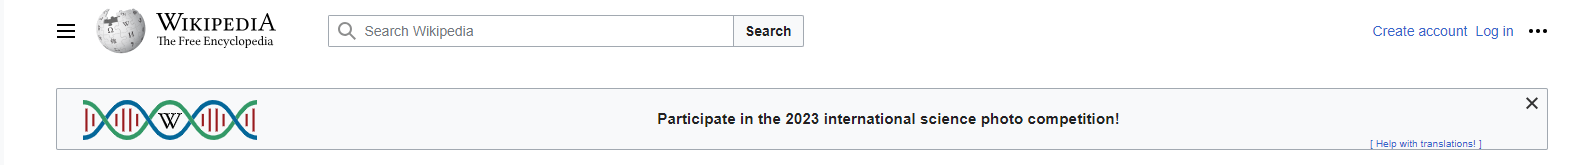 WIKIPEDIA
The Free Encyclopedia
Search Wikipedia
Search
Create account Log in
W
Participate in the 2023 international science photo competition!
[ Help with translations! ]